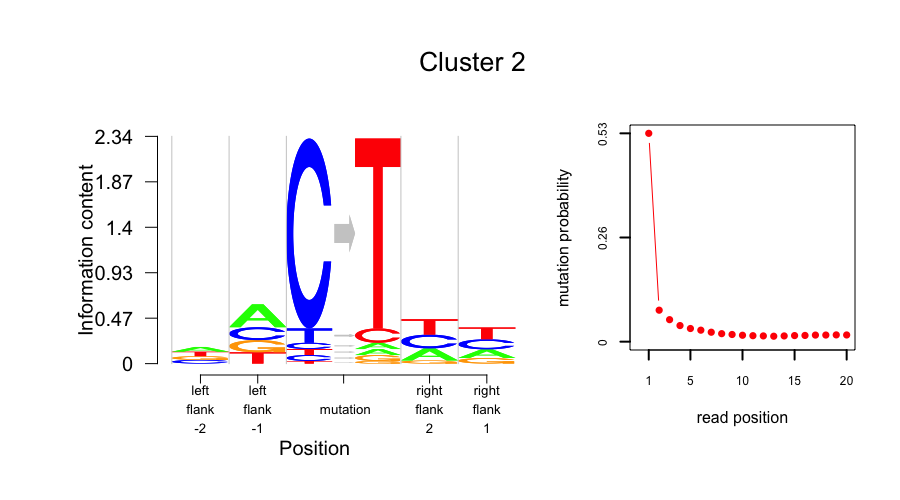 Cluster 2
Information content
2.34
1.87
1.4
0.93
0.47
0
left flank -2
left flank -1
mutation
right flank 2
right flank 1
Position
A T G C
A C G T
C T C T C
T C A G
T C A G
T C A G
mutation probability
0.53
0.26
0
1 5 10 15 20
read position